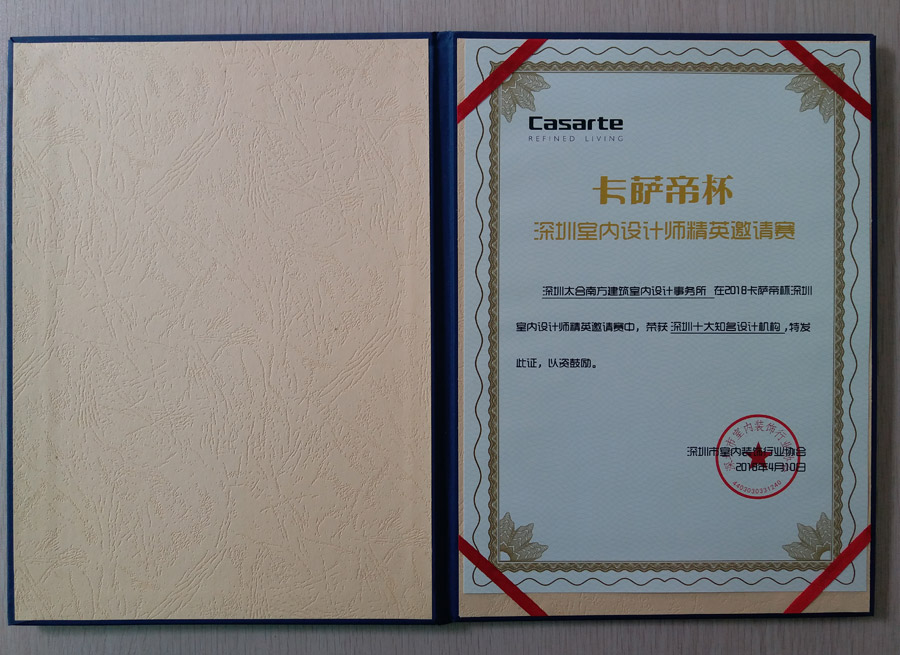 Casarte
REFINED LIVING
卡萨帝杯
深圳室内设计师精英邀请赛
深圳太合南方建筑室内设计事务所 在2018卡萨帝杯深圳
室内设计师精英邀请赛中，荣获 深圳十大知名设计机构 ,特发
此证，以资鼓励。
深圳市室内装饰行业协会
2018年4月10日